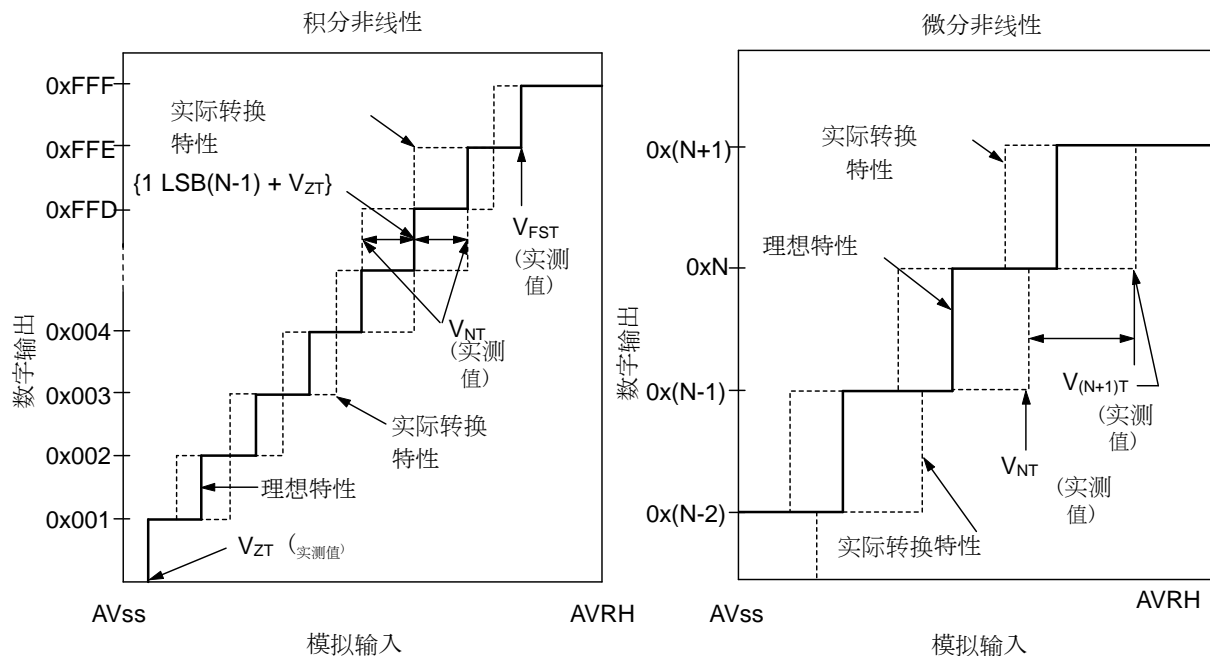 积分非线性
0xFFF
0xFFE
0xFFD
0x004
0x003
0x002
0x001
数字输出
实际转换
特性
{1 LSB(N-1) + VZT}
VFST
(实测
值)
VNT
(实测
值)
实际转换
特性
理想特性
VZT (实测值)
AVss
AVRH
模拟输入
微分非线性
0x(N+1)
0xN
0x(N-1)
0x(N-2)
数字输出
实际转换
特性
理想特性
V(N+1)T
(实测
值)
VNT
(实测
值)
实际转换特性
AVss
AVRH
模拟输入